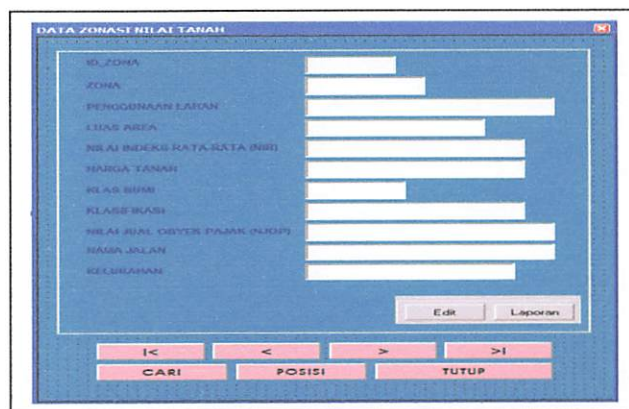 DATA ZONASI NILAI TANAH
ID_ZONA
ZONA
PENGGUNAAN LAHAN
LUAS AREA
NILAI INDEKS RATA-RATA (NIR)
HARGA TANAH
KLAS BUMI
KLASIFIKASI
NILAI JUAL OBYEK PAJAK (NJOP)
NAMA JALAN
KELURAHAN
Edit Laporan
|< < > >|
CARI POSISI TUTUP